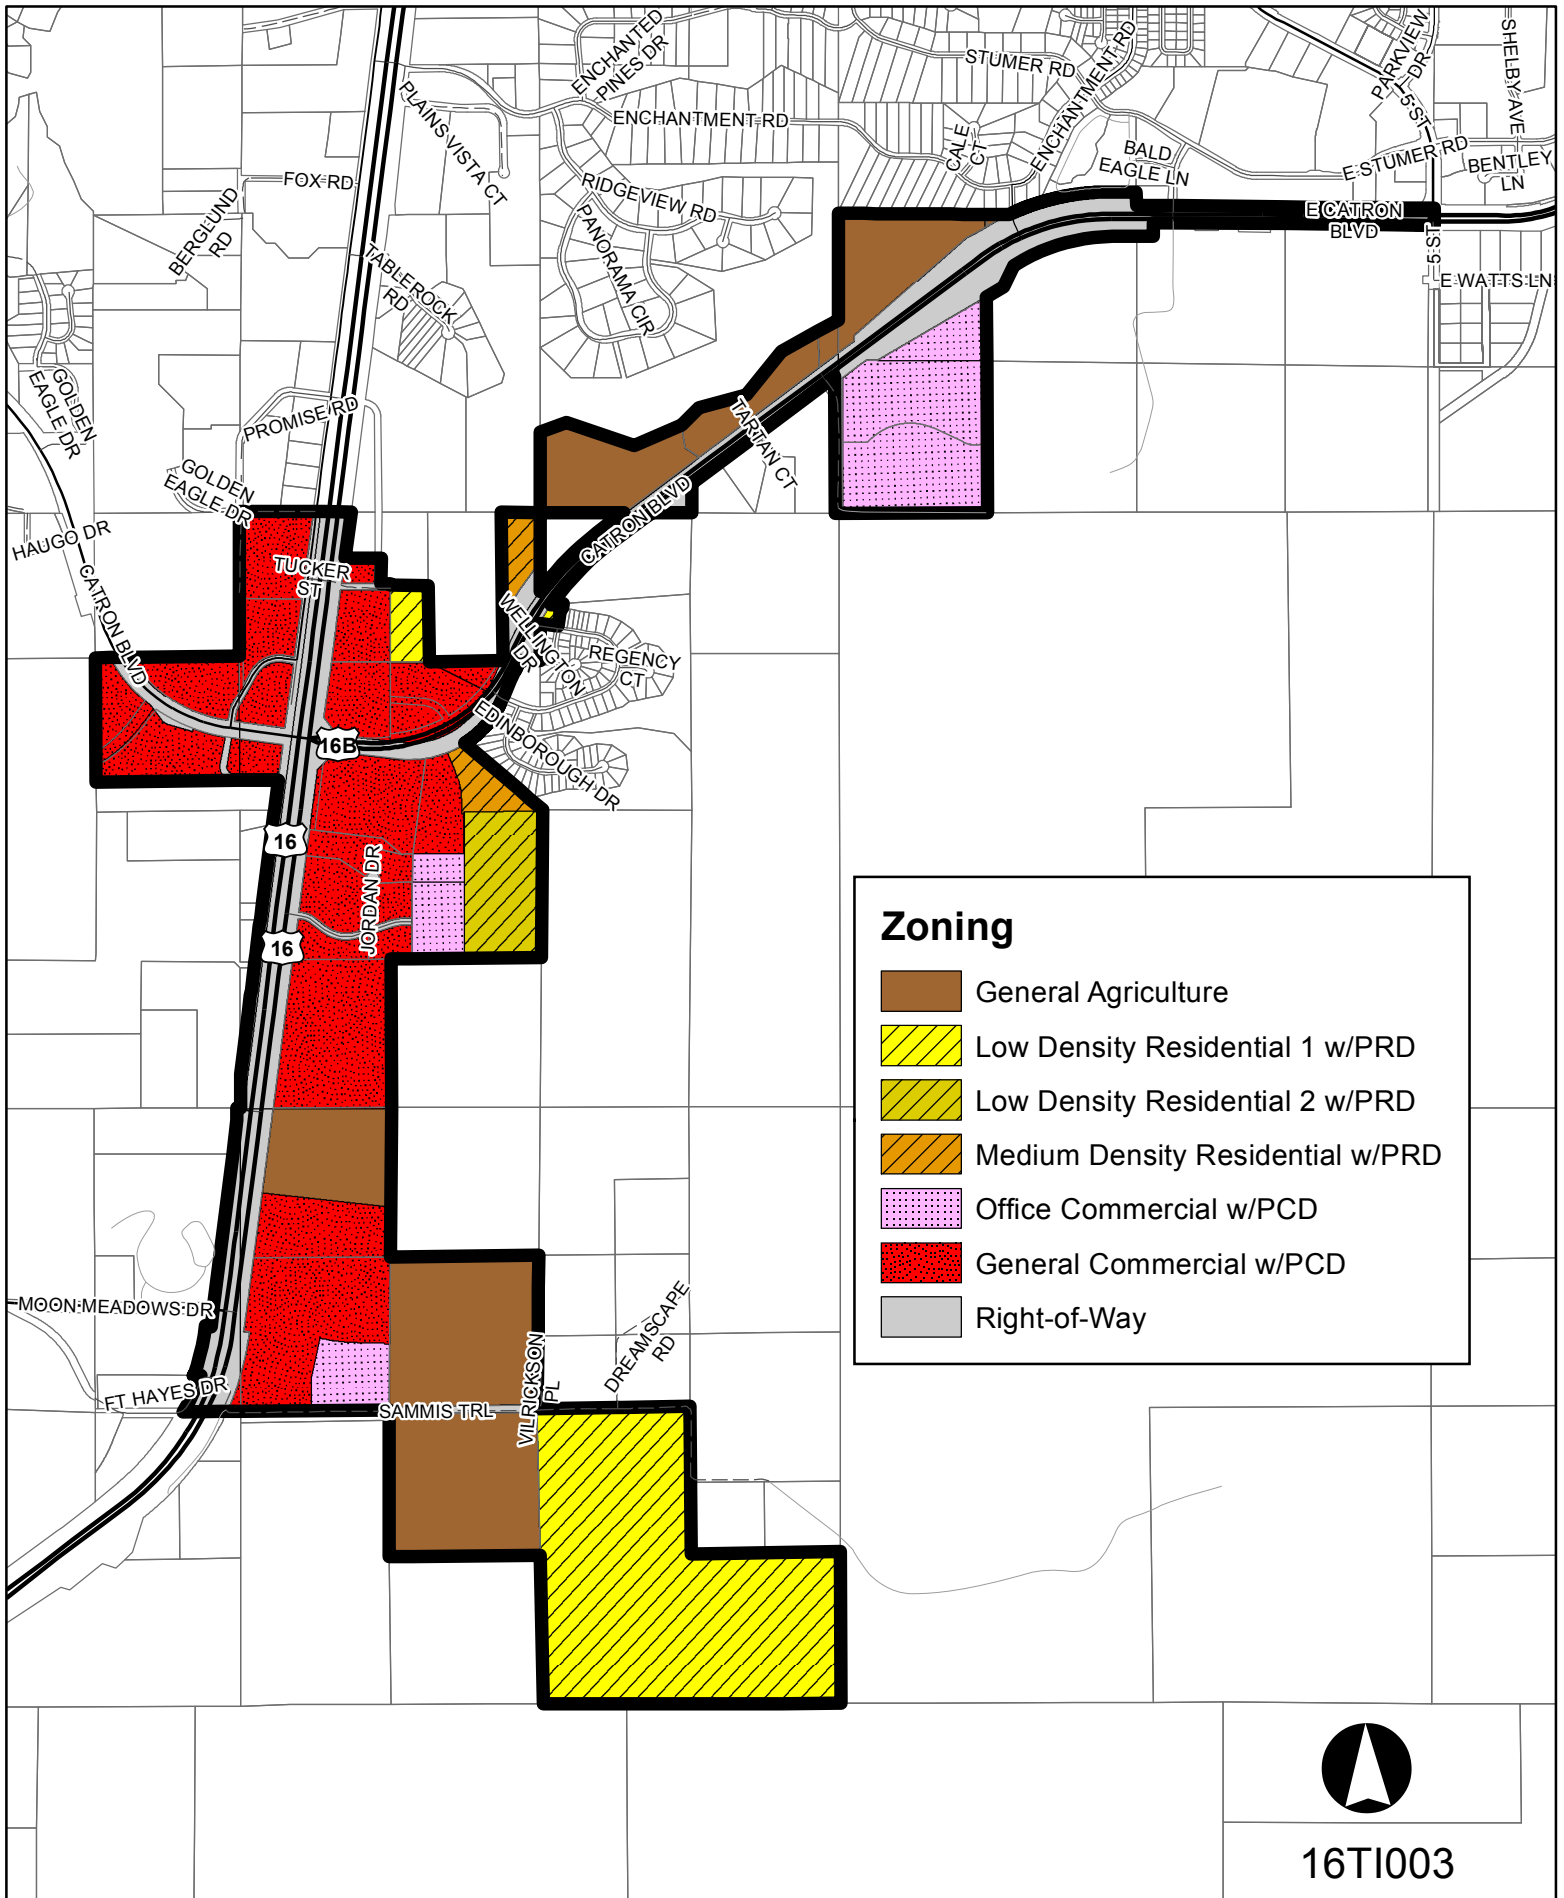 ENCHANTED
PINES DR
STUMER RD
ENCHANTMENT RD
PARKVIEW
DR
5 ST
SHELBY AVE
PLAINS VISTA CT
ENCHANTMENT RD
CALE
CT
BALD
EAGLE LN
E STUMER RD
BENTLEY
LN
FOX RD
BERGLUND
RD
RIDGEVIEW RD
PANORAMA CIR
E CATRON
BLVD
5 ST
E WATTS LN
TABLEROCK
RD
GOLDEN
EAGLE DR
PROMISE RD
TARTAN CT
GOLDEN
EAGLE DR
HAUGO DR
CATRON BLVD
TUCKER
ST
CATRON BLVD
WELLINGTON
DR
REGENCY
CT
EDINBOROUGH DR
16B
16
JORDAN DR
16
Zoning
General Agriculture
Low Density Residential 1 w/PRD
Low Density Residential 2 w/PRD
Medium Density Residential w/PRD
Office Commercial w/PCD
General Commercial w/PCD
Right-of-Way
MOON MEADOWS DR
FT HAYES DR
SAMMIS TRL
VILRICKSON
PL
DREAMSCAPE
RD
16TI003